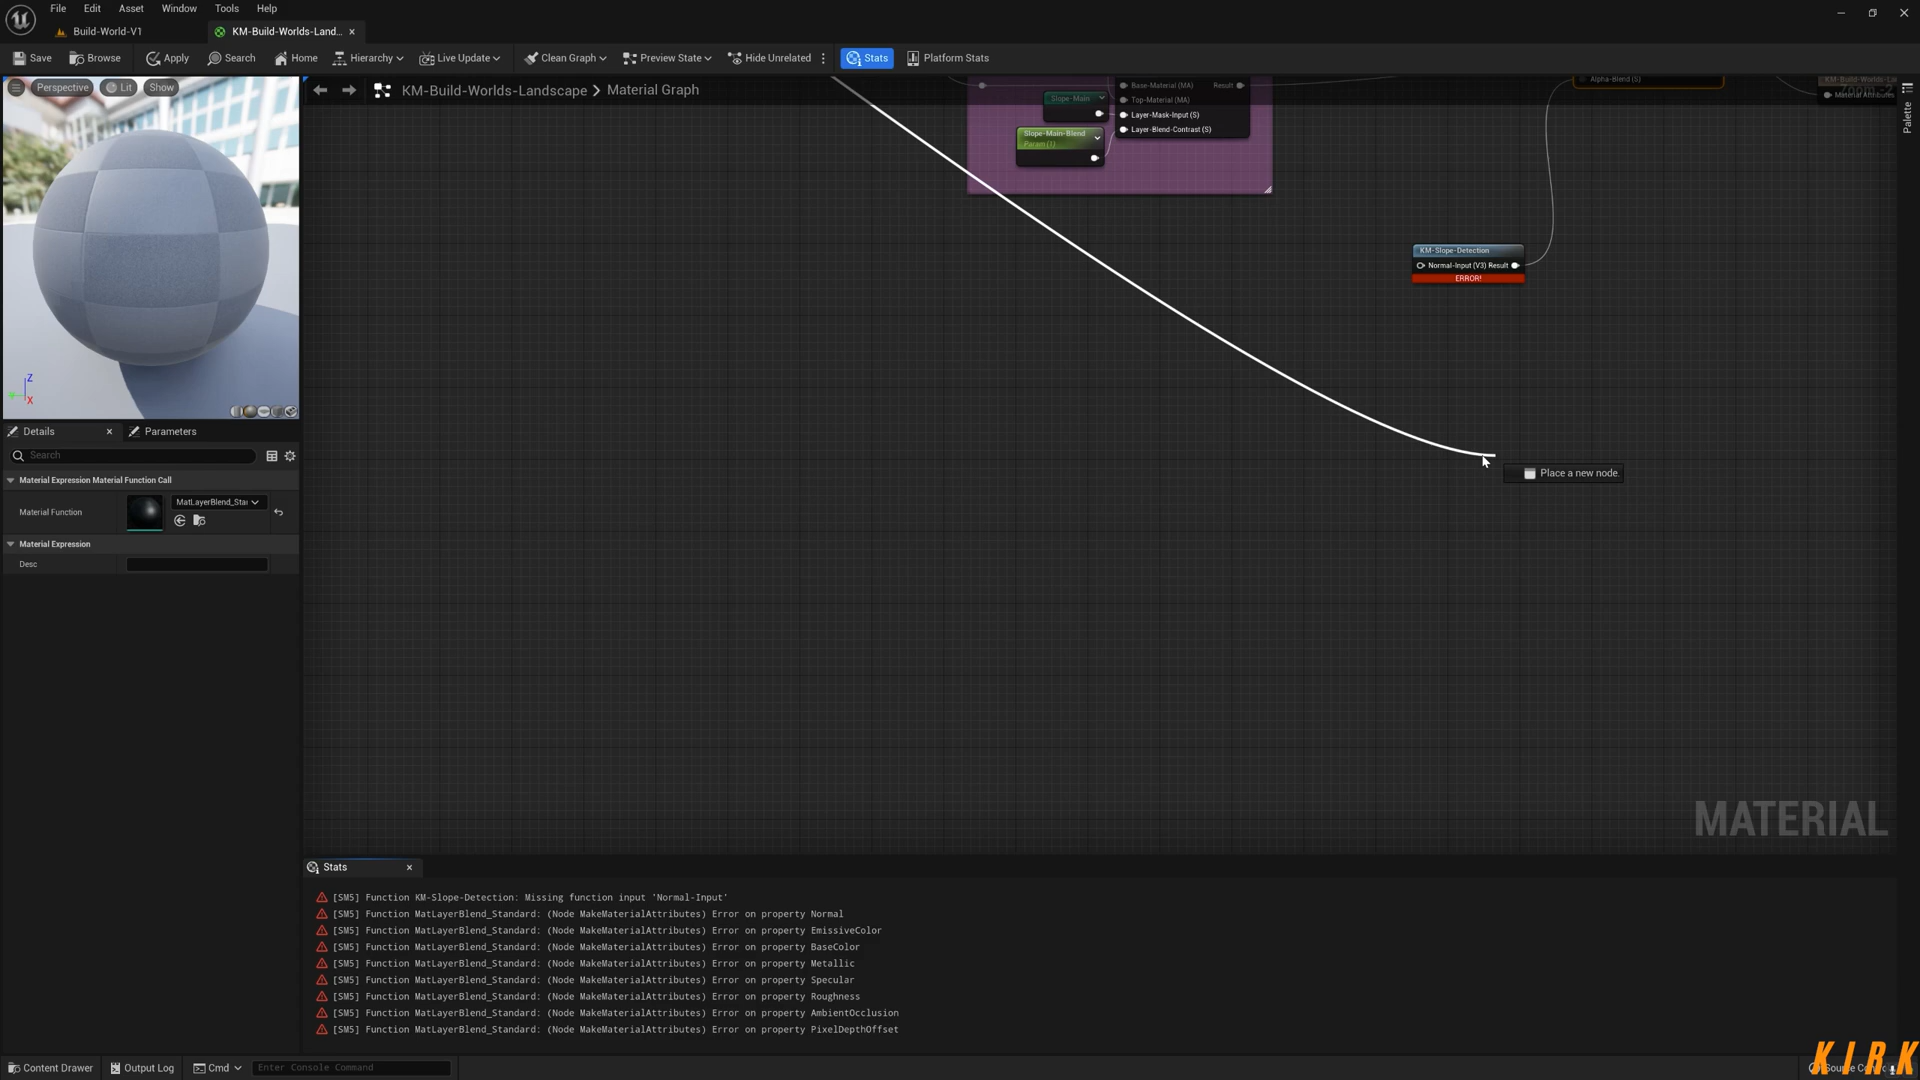 File Edit Asset Window Tools Help
Build-World-V1
KM-Build-Worlds-Land...
Save Browse Apply Search Home Hierarchy Live Update Clean Graph Preview State Hide Unrelated Stats Platform Stats
Perspective Lit Show
KM-Build-Worlds-Landscape > Material Graph
Palette
Alpha-Blend (S)
Base-Material (MA) Result
Slope-Main
Top-Material (MA)
Layer-Mask-Input (S)
Layer-Blend-Contrast (S)
Slope-Main-Blend
Param (1)
Material Attributes
KM-Slope-Detection
Normal-Input (V3) Result
ERROR!
Place a new node.
Z
X
Details
Parameters
Search
Material Expression Material Function Call
Material Function
MatLayerBlend_Star
Material Expression
Desc
MATERIAL
Stats
[SM5] Function KM-Slope-Detection: Missing function input 'Normal-Input'
[SM5] Function MatLayerBlend_Standard: (Node MakeMaterialAttributes) Error on property Normal
[SM5] Function MatLayerBlend_Standard: (Node MakeMaterialAttributes) Error on property EmissiveColor
[SM5] Function MatLayerBlend_Standard: (Node MakeMaterialAttributes) Error on property BaseColor
[SM5] Function MatLayerBlend_Standard: (Node MakeMaterialAttributes) Error on property Metallic
[SM5] Function MatLayerBlend_Standard: (Node MakeMaterialAttributes) Error on property Specular
[SM5] Function MatLayerBlend_Standard: (Node MakeMaterialAttributes) Error on property Roughness
[SM5] Function MatLayerBlend_Standard: (Node MakeMaterialAttributes) Error on property AmbientOcclusion
[SM5] Function MatLayerBlend_Standard: (Node MakeMaterialAttributes) Error on property PixelDepthOffset
Content Drawer Output Log Cmd Enter Console Command
KIRK